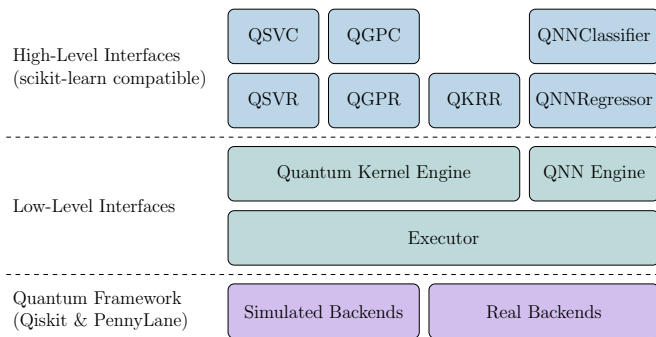 High-Level Interfaces
(scikit-learn compatible)
QSVC QGPC QNNClassifier
QSVR QGPR QKRR QNNRegressor
Low-Level Interfaces
Quantum Kernel Engine QNN Engine
Executor
Quantum Framework
(Qiskit & PennyLane)
Simulated Backends Real Backends